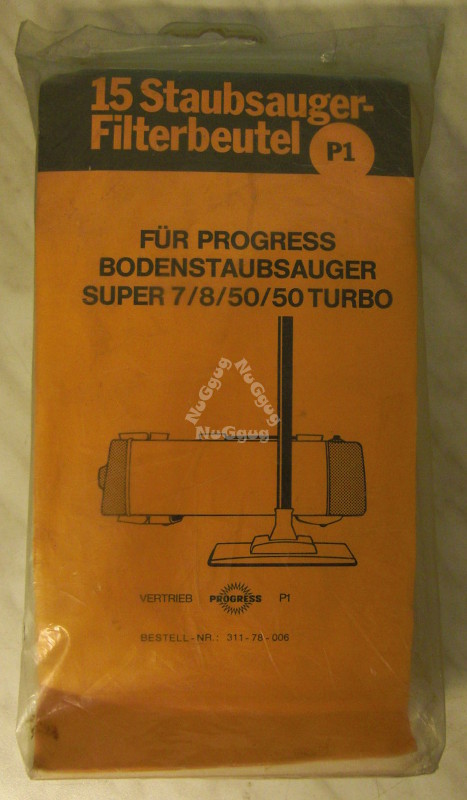 15 Staubsauger-
Filterbeutel
P1
FÜR PROGRESS
BODENSTAUBSAUGER
SUPER 7/8/50/50 TURBO
NuGgug
NuGgug
NuGgug
VERTRIEB PROGRESS P1
BESTELL-NR.: 311-78-006